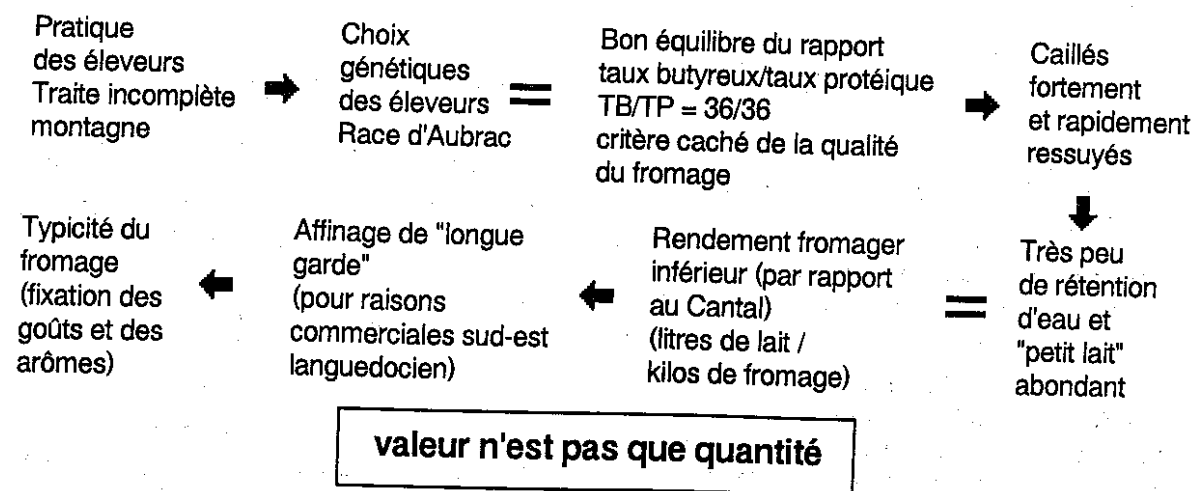 Pratique
des éleveurs
Traite incomplète
montagne
Choix
génétiques
des éleveurs
Race d'Aubrac
Bon équilibre du rapport
taux butyreux/taux protéique
TB/TP = 36/36
critère caché de la qualité
du fromage
Caillés
fortement
et rapidement
ressuyés
Très peu
de rétention
d'eau et
"petit lait"
abondant
Rendement fromager
inférieur (par rapport
au Cantal)
(litres de lait /
kilos de fromage)
Affinage de "longue
garde"
(pour raisons
commerciales sud-est
languedocien)
Typicité du
fromage
(fixation des
goûts et des
arômes)
valeur n'est pas que quantité